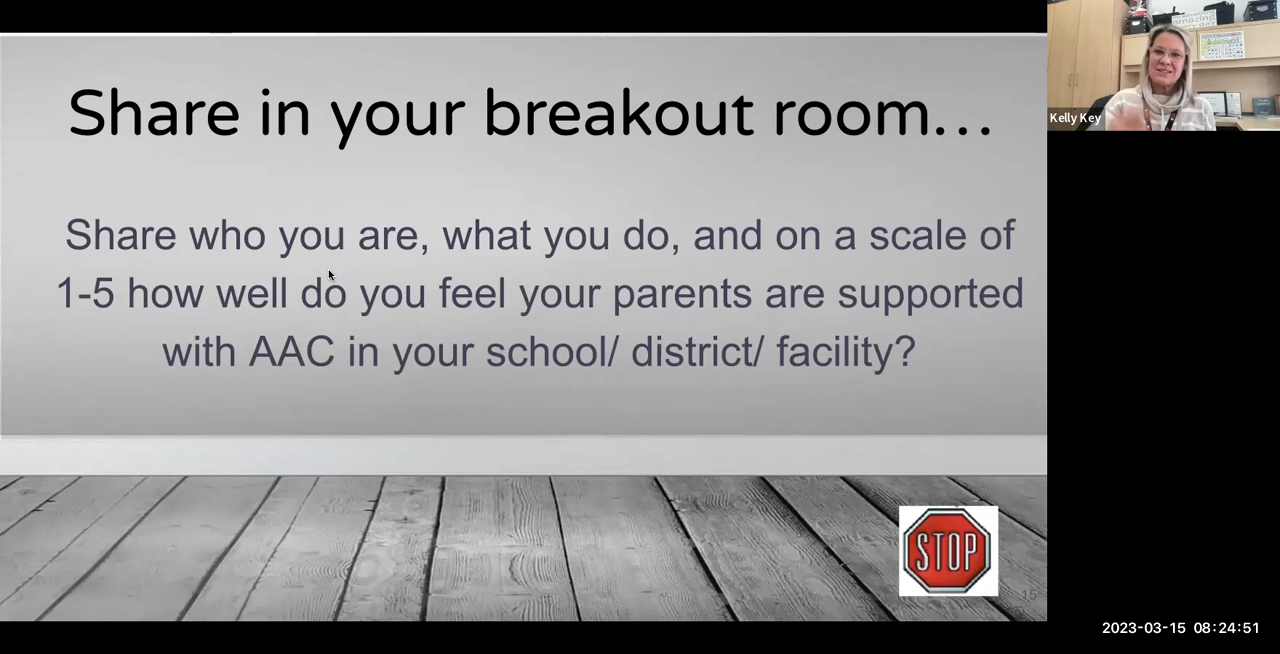 Share in your breakout room...
Share who you are, what you do, and on a scale of
1-5 how well do you feel your parents are supported
with AAC in your school/ district/ facility?
STOP
15
amazing
Kelly Key
2023-03-15 08:24:51